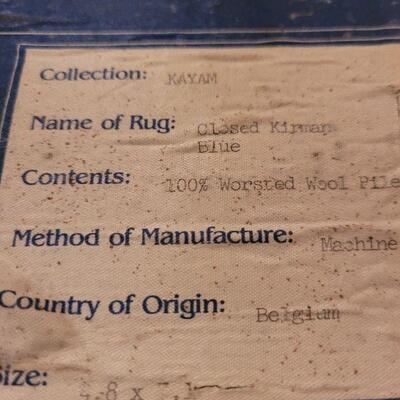 Collection: KAYAM
Name of Rug: Closed Kirman
Blue
Contents: 100% Worsted Wool Pile
Method of Manufacture: Machine
Country of Origin: Belgium
Size: x